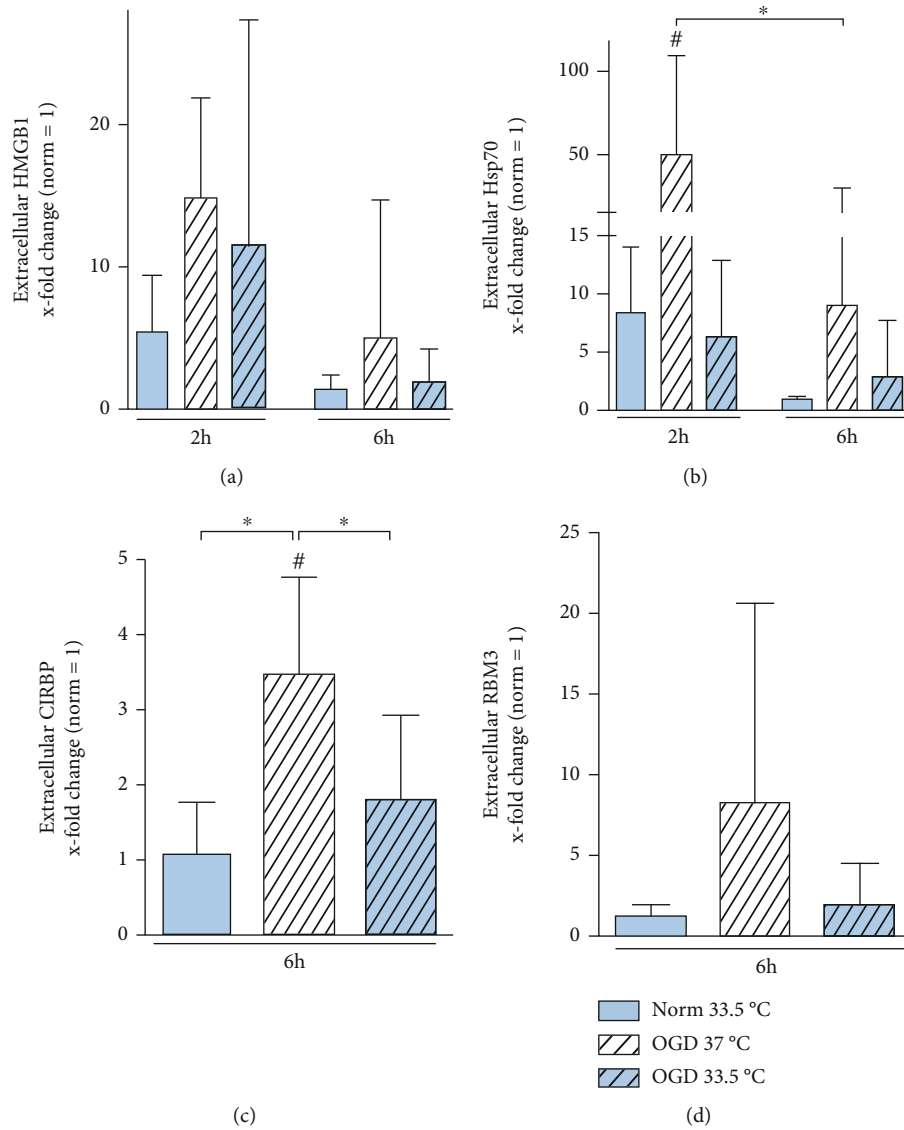 Extracellular HMGB1
x-fold change (norm = 1)
20
10
0
2h
6h
(a)
Extracellular Hsp70
x-fold change (norm = 1)
*
#
100
50
15
10
5
0
2h
6h
(b)
Extracellular CIRBP
x-fold change (norm = 1)
*
*
#
5
4
3
2
1
0
6h
(c)
Extracellular RBM3
x-fold change (norm = 1)
25
20
15
10
5
0
6h
Norm 33.5 °C
OGD 37 °C
OGD 33.5 °C
(d)